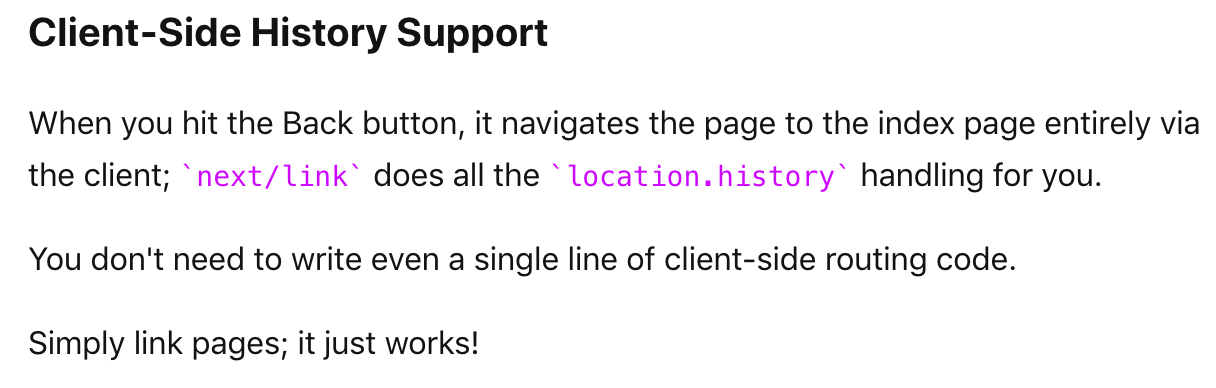 Client-Side History Support
When you hit the Back button, it navigates the page to the index page entirely via
the client; `next/link` does all the `location.history` handling for you.
You don't need to write even a single line of client-side routing code.
Simply link pages; it just works!